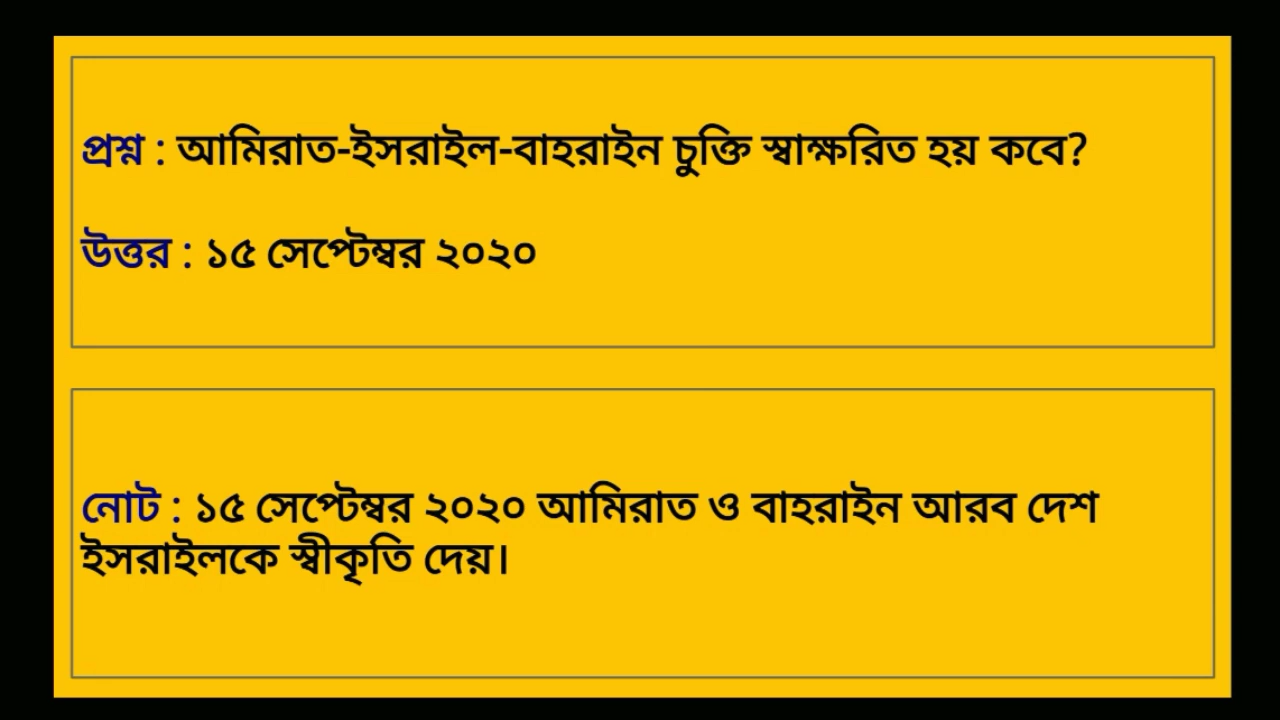 প্রশ্ন : আমিরাত-ইসরাইল-বাহরাইন চুক্তি স্বাক্ষরিত হয় কবে?
উত্তর : ১৫ সেপ্টেম্বর ২০২০
নোট : ১৫ সেপ্টেম্বর ২০২০ আমিরাত ও বাহরাইন আরব দেশ
ইসরাইলকে স্বীকৃতি দেয়।